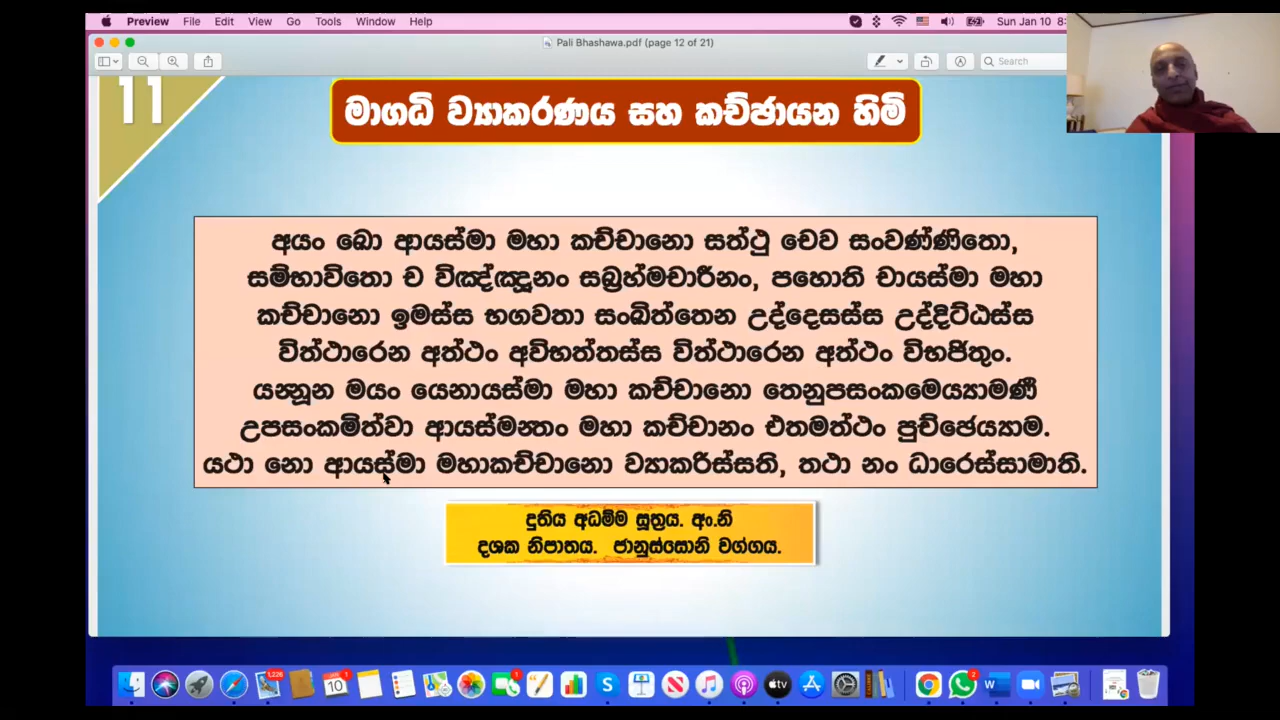 Preview File Edit View Go Tools Window Help Sun Jan 10 8:
Pali Bhashawa.pdf (page 12 of 21)
Search
11
මාගධි ව්‍යාකරණය සහ කච්ඡායන හිමි
අයං ඛො ආයස්මා මහා කච්චානො සත්ථු චෙව සංවණ්ණිතො,
සම්භාවිතො ච විඤ්ඤූනං සබ්‍රහ්මචාරීනං, පහොති චායස්මා මහා
කච්චානො ඉමස්ස භගවතා සංඛිත්තෙන උද්දෙසස්ස උද්දිට්ඨස්ස
විත්ථාරෙන අත්ථං අවිභත්තස්ස විත්ථාරෙන අත්ථං විභජිතුං.
යන්නූන මයං යෙනායස්මා මහා කච්චානො තෙනුපසංකමෙය්‍යාම
උපසංකමිත්වා ආයස්මන්තං මහා කච්චානං එතමත්ථං පුච්ඡෙය්‍යාම.
යථා නො ආයස්මා මහාකච්චානො ව්‍යාකරිස්සති, තථා නං ධාරෙස්සාමාති.
දුතිය අධම්ම සූත්‍රය. අං.නි
දශක නිපාතය. ජානුස්සොනි වග්ගය.